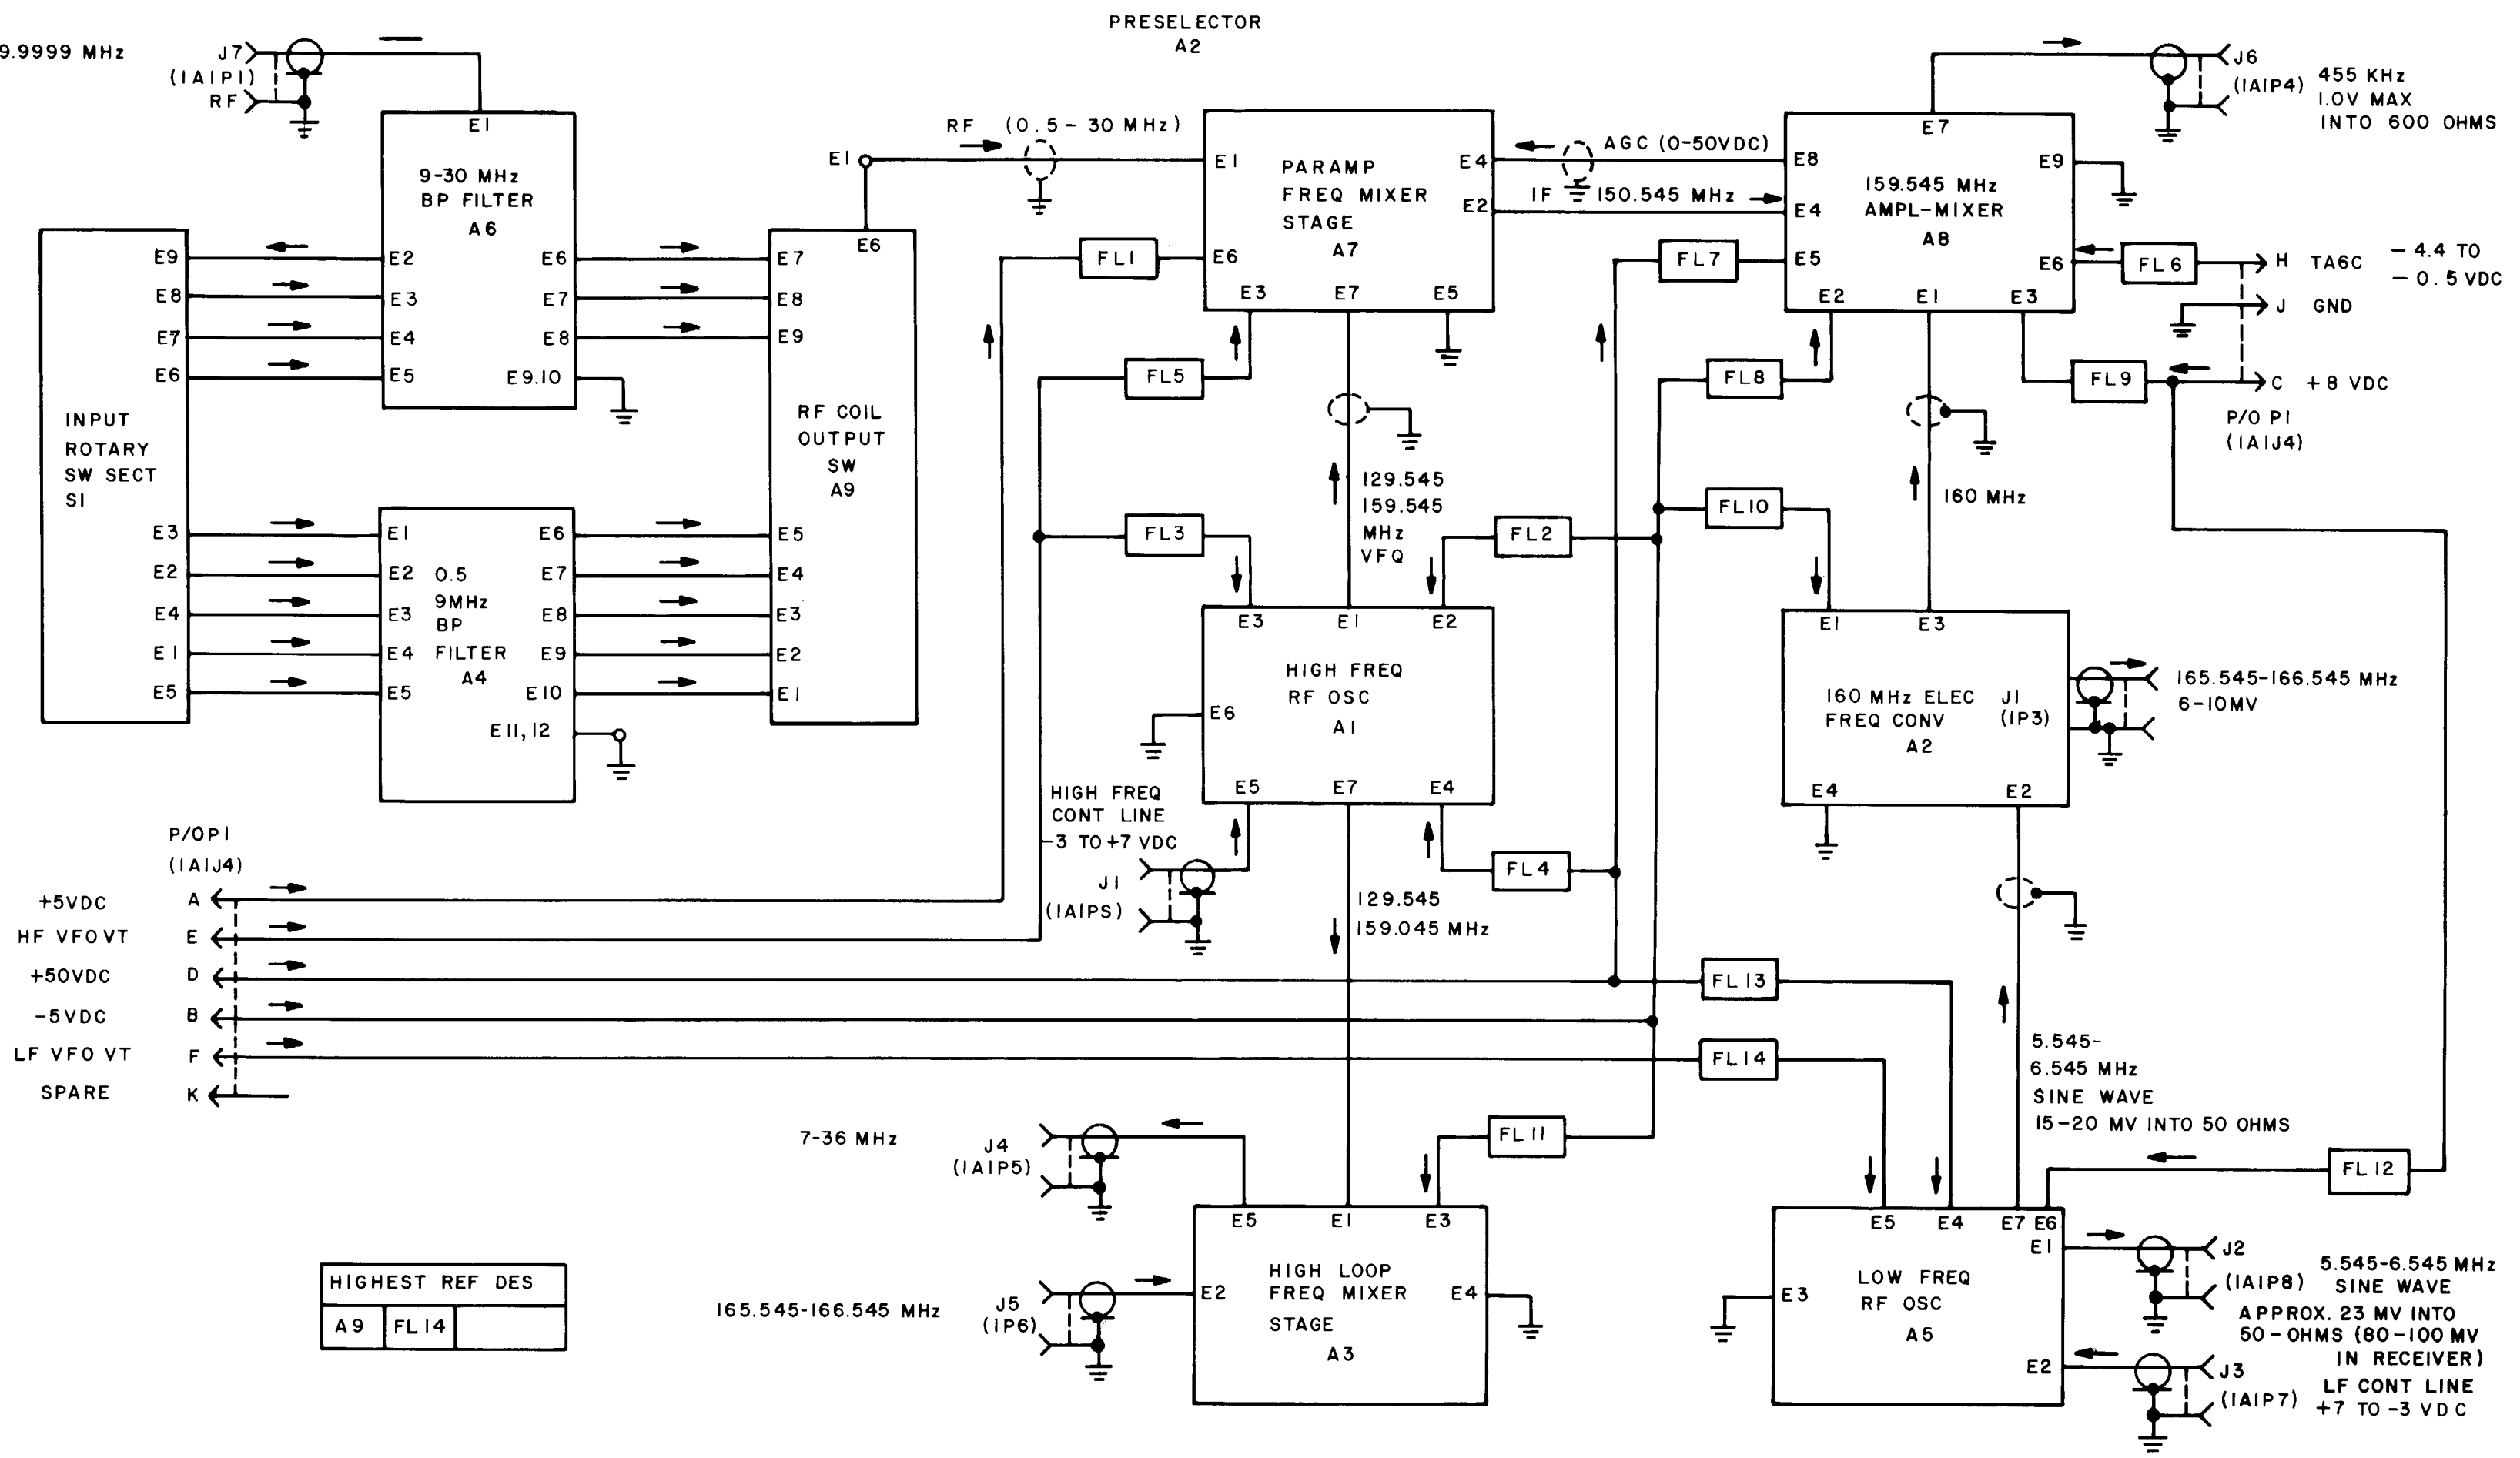 PRESELECTOR
A2
9.9999 MHz
J7
(1A1P1)
RF
E1
9-30 MHz
BP FILTER
A6
E2
E3
E4
E5
E6
E7
E8
E9.10
E9
E8
E7
E6
INPUT
ROTARY
SW SECT
S1
E3
E2
E4
E1
E5
E1
E2
E3
E4
E5
0.5
9MHz
BP
FILTER
A4
E6
E7
E8
E9
E10
E11, 12
E1
E6
E7
E8
E9
RF COIL
OUTPUT
SW
A9
E5
E4
E3
E2
E1
RF (0.5 - 30 MHz)
FL1
E1
E6
PARAMP
FREQ MIXER
STAGE
A7
E4
E2
E3
E7
E5
AGC (0-50VDC)
IF 150.545 MHz
FL7
E7
E8
E4
E5
159.545 MHz
AMPL-MIXER
A8
E9
E6
E2
E1
E3
J6
(1A1P4)
455 KHz
1.0V MAX
INTO 600 OHMS
FL6
H TA6C
- 4.4 TO
- 0.5 VDC
J GND
FL9
C +8 VDC
P/O P1
(1A1J4)
FL5
FL8
FL3
129.545
159.545
MHz
VFQ
FL2
FL10
160 MHz
E3
E1
E2
HIGH FREQ
RF OSC
A1
E6
E5
E7
E4
E1
E3
160 MHz ELEC
FREQ CONV
A2
J1
(1P3)
E4
E2
165.545-166.545 MHz
6-10MV
HIGH FREQ
CONT LINE
-3 TO +7 VDC
J1
(1A1PS)
FL4
129.545
159.045 MHz
P/OP1
(1A1J4)
+5VDC A
HF VFOVT E
+50VDC D
-5VDC B
LF VFO VT F
SPARE K
FL13
FL14
5.545-
6.545 MHz
SINE WAVE
15-20 MV INTO 50 OHMS
7-36 MHz
J4
(1A1P5)
FL11
FL12
E5
E1
E3
E2
HIGH LOOP
FREQ MIXER
STAGE
A3
E4
165.545-166.545 MHz
J5
(1P6)
E5
E4
E7
E6
E1
E3
LOW FREQ
RF OSC
A5
E2
J2
(1A1P8)
5.545-6.545 MHz
SINE WAVE
APPROX. 23 MV INTO
50-OHMS (80-100 MV
IN RECEIVER)
J3
(1A1P7)
LF CONT LINE
+7 TO -3 VDC
HIGHEST REF DES
A9 FL14